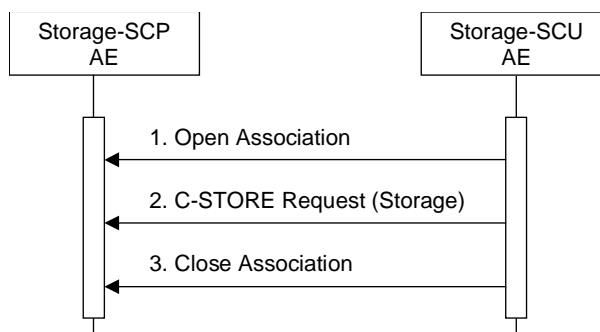 Storage-SCP
AE
Storage-SCU
AE
1. Open Association
2. C-STORE Request (Storage)
3. Close Association